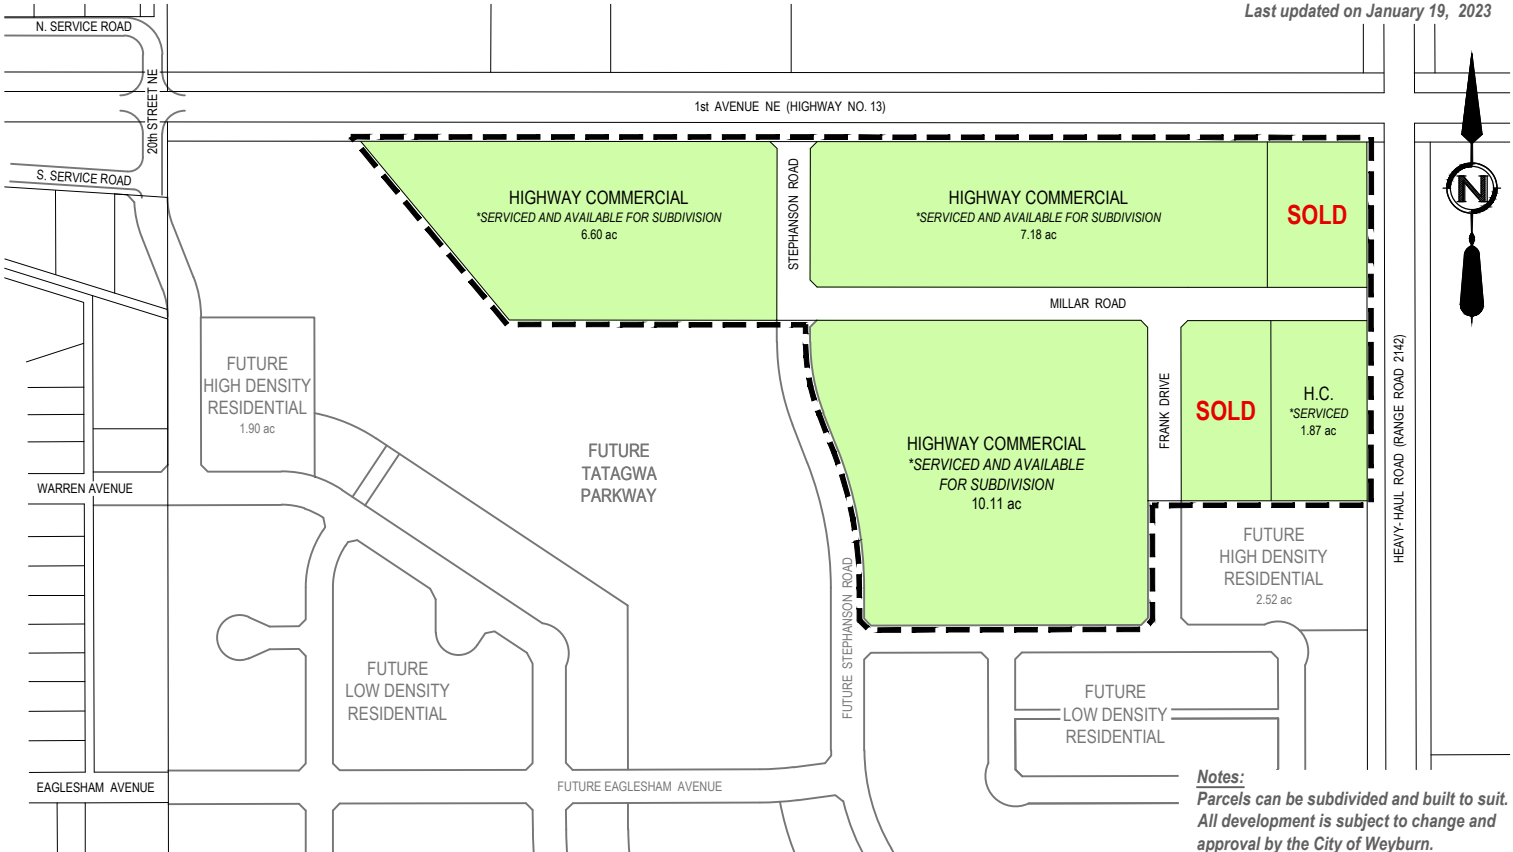 Last updated on January 19, 2023
N. SERVICE ROAD
20th STREET NE
1st AVENUE NE (HIGHWAY NO. 13)
S. SERVICE ROAD
HIGHWAY COMMERCIAL
*SERVICED AND AVAILABLE FOR SUBDIVISION
6.60 ac
STEPHANSON ROAD
HIGHWAY COMMERCIAL
*SERVICED AND AVAILABLE FOR SUBDIVISION
7.18 ac
SOLD
N
MILLAR ROAD
FUTURE
HIGH DENSITY
RESIDENTIAL
1.90 ac
FUTURE
TATAGWA
PARKWAY
HIGHWAY COMMERCIAL
*SERVICED AND AVAILABLE
FOR SUBDIVISION
10.11 ac
FRANK DRIVE
SOLD
H.C.
*SERVICED
1.87 ac
HEAVY-HAUL ROAD (RANGE ROAD 2142)
WARREN AVENUE
FUTURE
HIGH DENSITY
RESIDENTIAL
2.52 ac
FUTURE STEPHANSON ROAD
FUTURE
LOW DENSITY
RESIDENTIAL
FUTURE
LOW DENSITY
RESIDENTIAL
EAGLESHAM AVENUE
FUTURE EAGLESHAM AVENUE
Notes:
Parcels can be subdivided and built to suit.
All development is subject to change and
approval by the City of Weyburn.